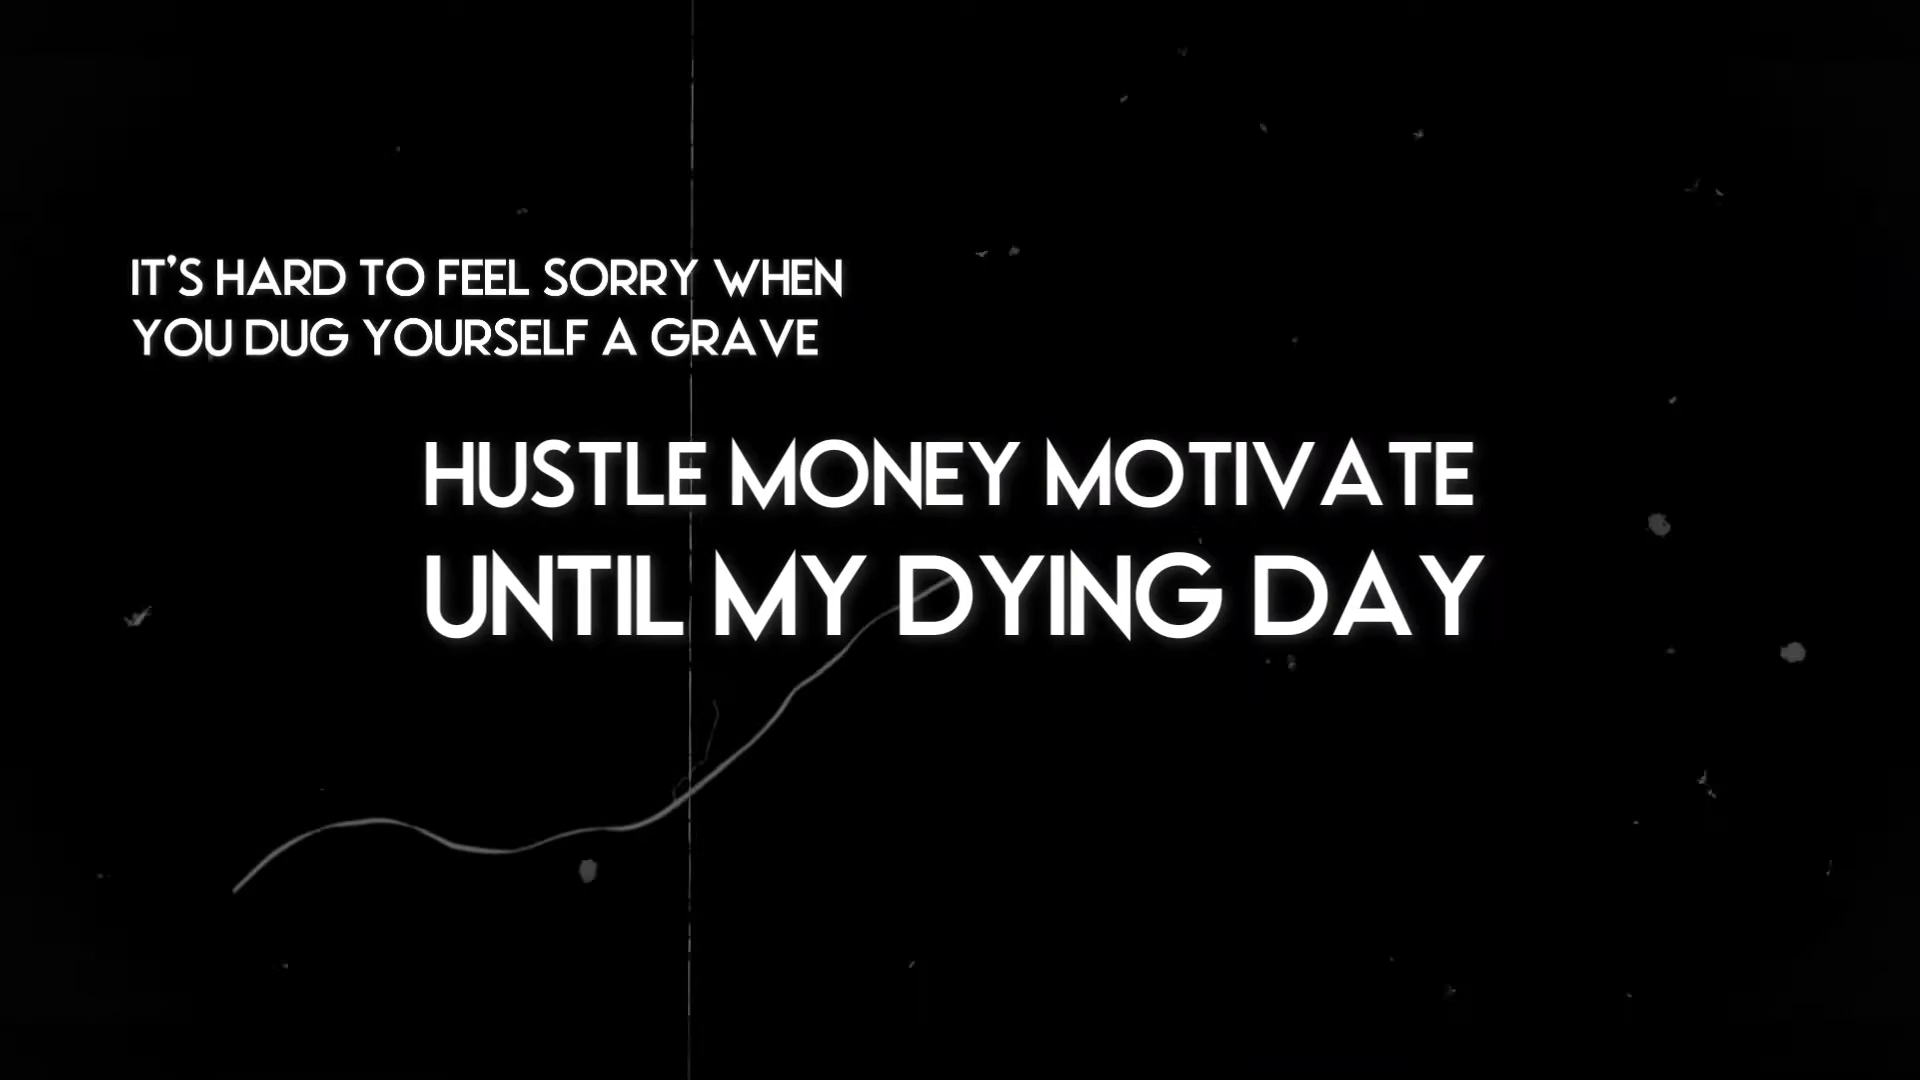 IT'S HARD TO FEEL SORRY WHEN
YOU DUG YOURSELF A GRAVE
HUSTLE MONEY MOTIVATE
UNTIL MY DYING DAY